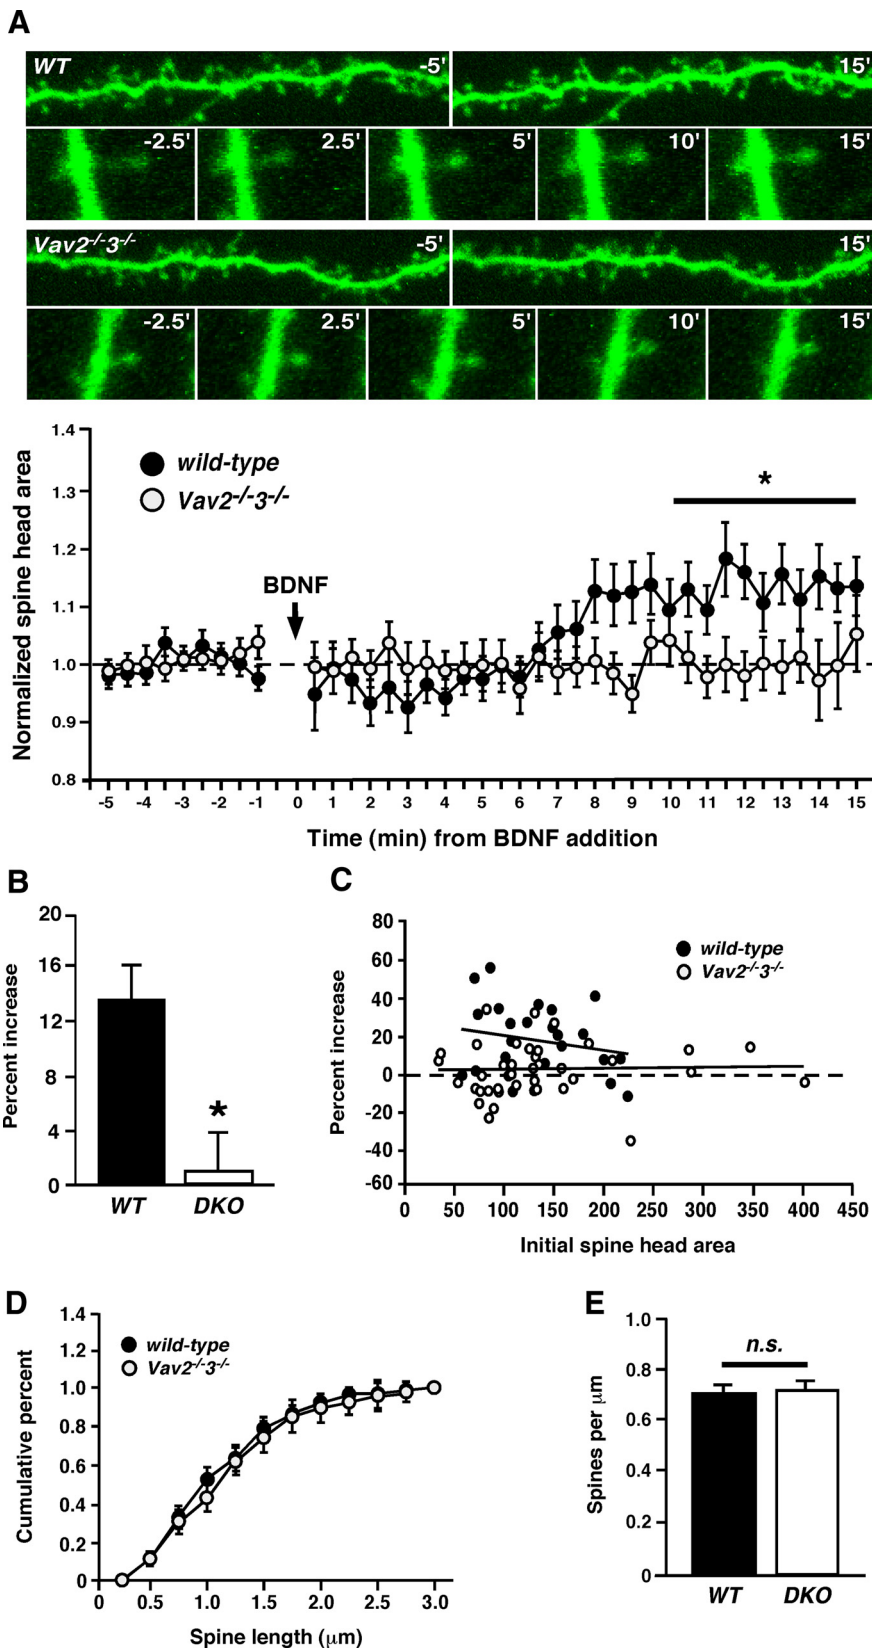 A
WT -5' 15'
-2.5' 2.5' 5' 10' 15'
Vav2-/-3-/- -5' 15'
-2.5' 2.5' 5' 10' 15'
Normalized spine head area
1.4
1.3
1.2
1.1
1.0
0.9
0.8
wild-type
Vav2-/-3-/-
BDNF
*
-5 -4 -3 -2 -1 0 1 2 3 4 5 6 7 8 9 10 11 12 13 14 15
Time (min) from BDNF addition
B
Percent increase
20
16
12
8
4
0
*
WT DKO
C
Percent increase
80
60
40
20
0
-20
-40
-60
wild-type
Vav2-/-3-/-
0 50 100 150 200 250 300 350 400 450
Initial spine head area
D
Cumulative percent
1.4
1.2
1.0
0.8
0.6
0.4
0.2
0
wild-type
Vav2-/-3-/-
0 0.5 1.0 1.5 2.0 2.5 3.0
Spine length (μm)
E
Spines per μm
1.0
0.8
0.6
0.4
0.2
0
n.s.
WT DKO